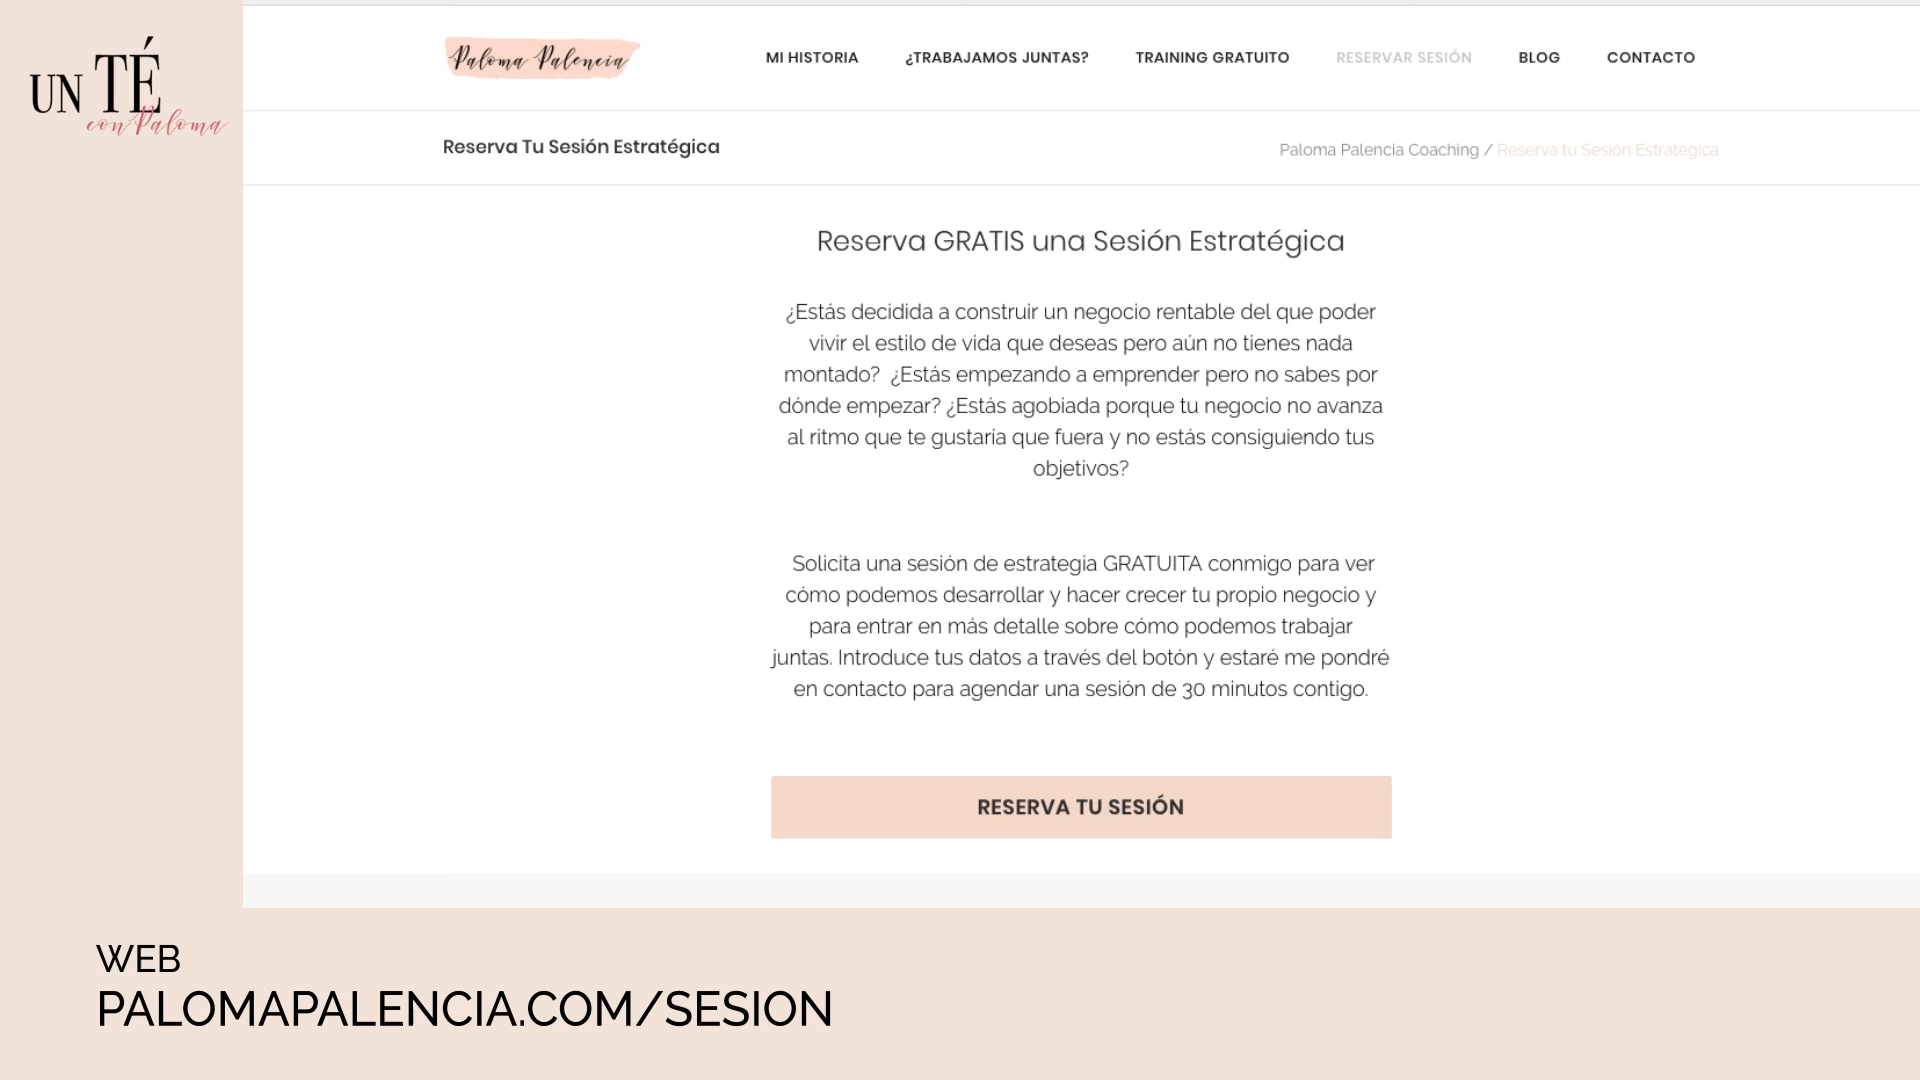 UN TÉ
con Paloma
Paloma Palencia
MI HISTORIA
¿TRABAJAMOS JUNTAS?
TRAINING GRATUITO
RESERVAR SESIÓN
BLOG
CONTACTO
Reserva Tu Sesión Estratégica
Paloma Palencia Coaching / Reserva tu Sesión Estratégica
Reserva GRATIS una Sesión Estratégica
¿Estás decidida a construir un negocio rentable del que poder
vivir el estilo de vida que deseas pero aún no tienes nada
montado? ¿Estás empezando a emprender pero no sabes por
dónde empezar? ¿Estás agobiada porque tu negocio no avanza
al ritmo que te gustaría que fuera y no estás consiguiendo tus
objetivos?
Solicita una sesión de estrategia GRATUITA conmigo para ver
cómo podemos desarrollar y hacer crecer tu propio negocio y
para entrar en más detalle sobre cómo podemos trabajar
juntas. Introduce tus datos a través del botón y estaré me pondré
en contacto para agendar una sesión de 30 minutos contigo.
RESERVA TU SESIÓN
WEB
PALOMAPALENCIA.COM/SESION